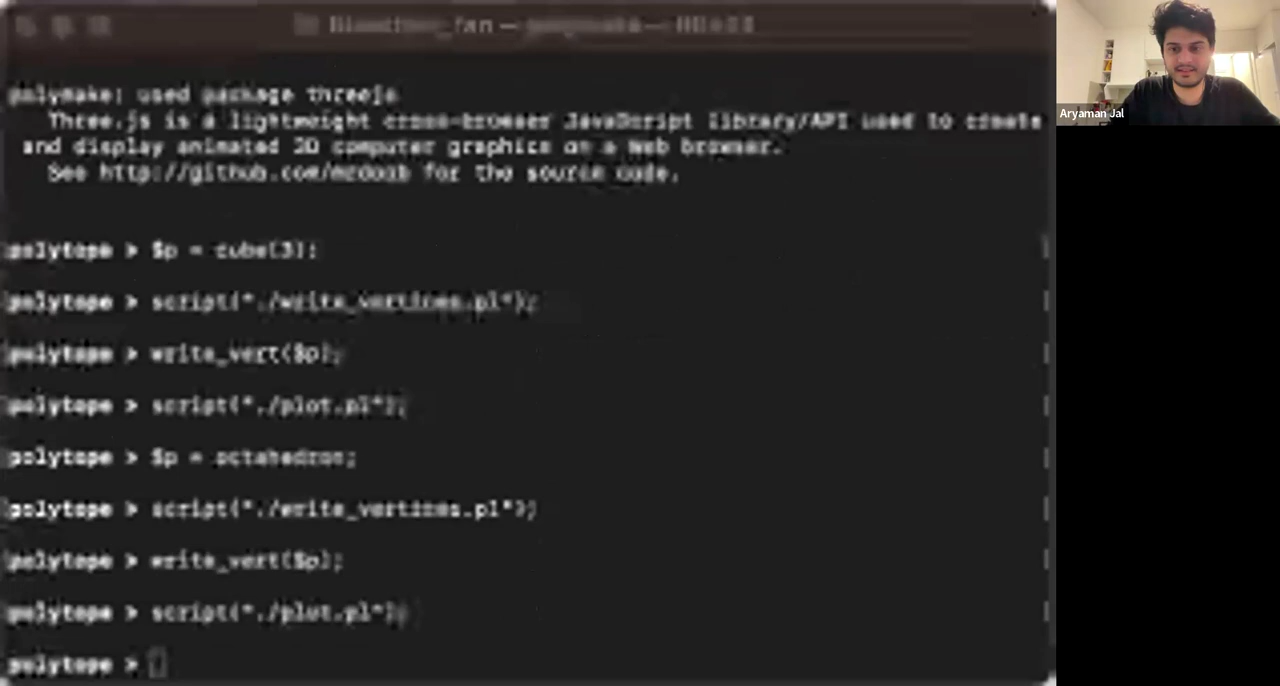 polymake: used package threejs
Three.js is a lightweight cross-browser JavaScript library/API used to create
and display animated 3D computer graphics on a Web browser.
See http://github.com/mrdoob for the source code.
polytope > $p = cube(3);
polytope > script("./write_vertices.pl");
polytope > write_vert($p);
polytope > script("./plot.pl");
polytope > $p = octahedron;
polytope > script("./write_vertices.pl");
polytope > write_vert($p);
polytope > script("./plot.pl");
polytope >
Aryaman Jal